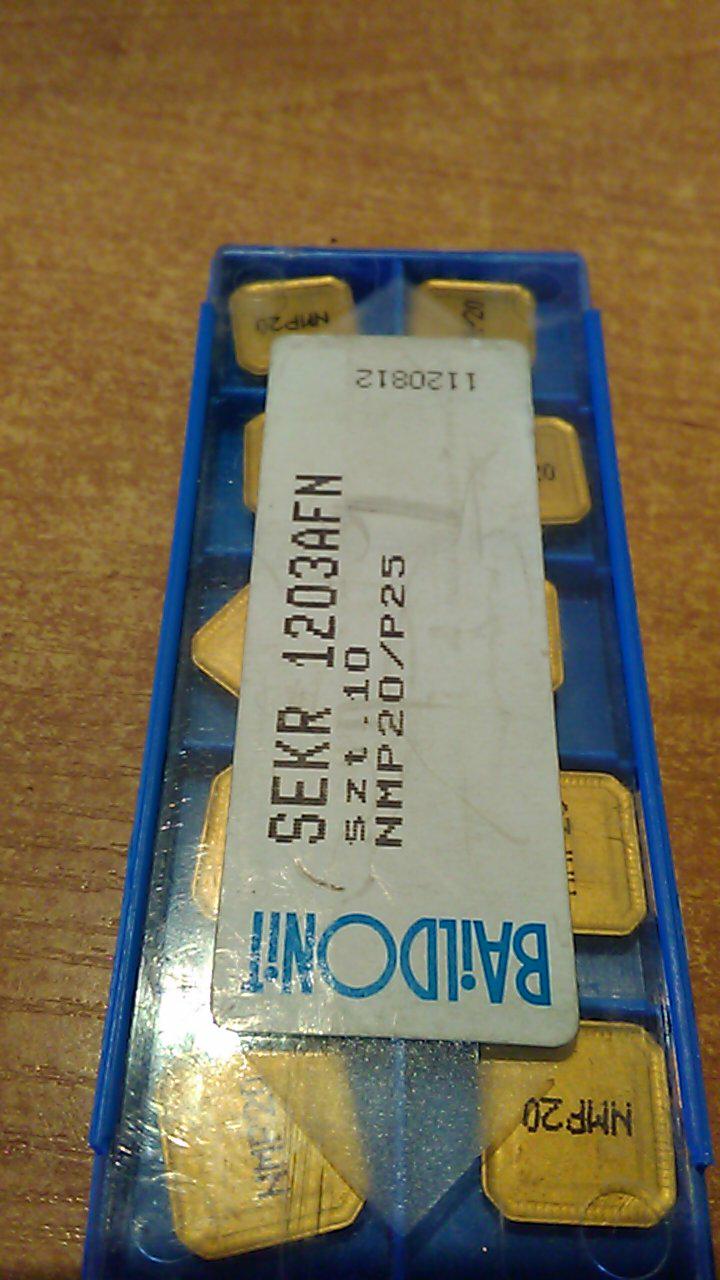 NMP20
1120812
SEKR 1203AFN
szt.10
NMP20/P25
BAiLDONiT
NMP20
NMP20